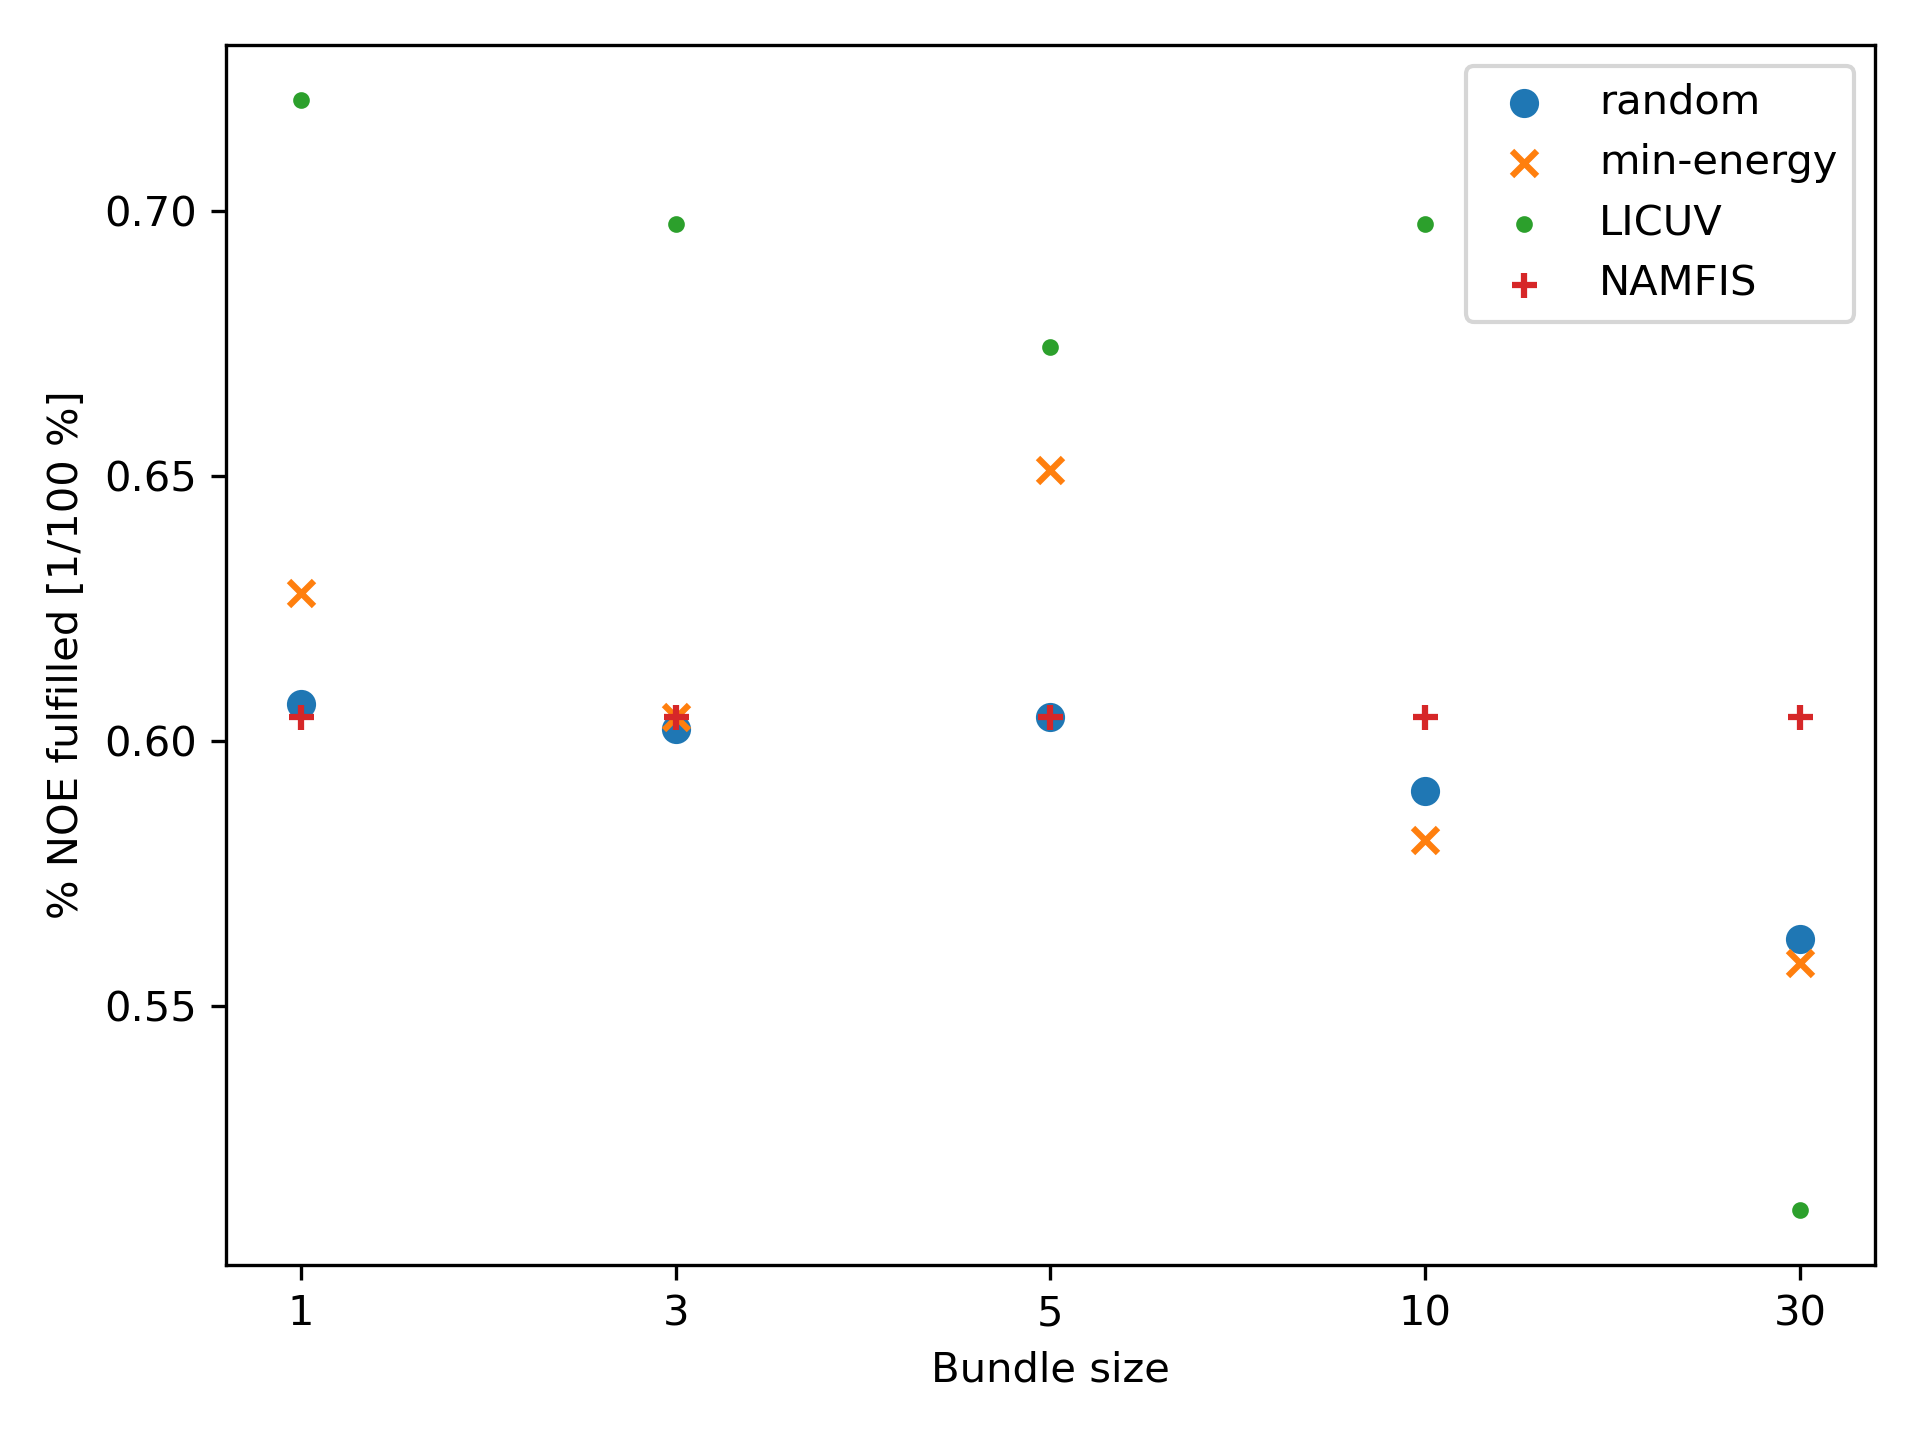 random
min-energy
LICUV
NAMFIS
0.70
0.65
0.60
0.55
% NOE fulfilled [1/100 %]
1 3 5 10 30
Bundle size